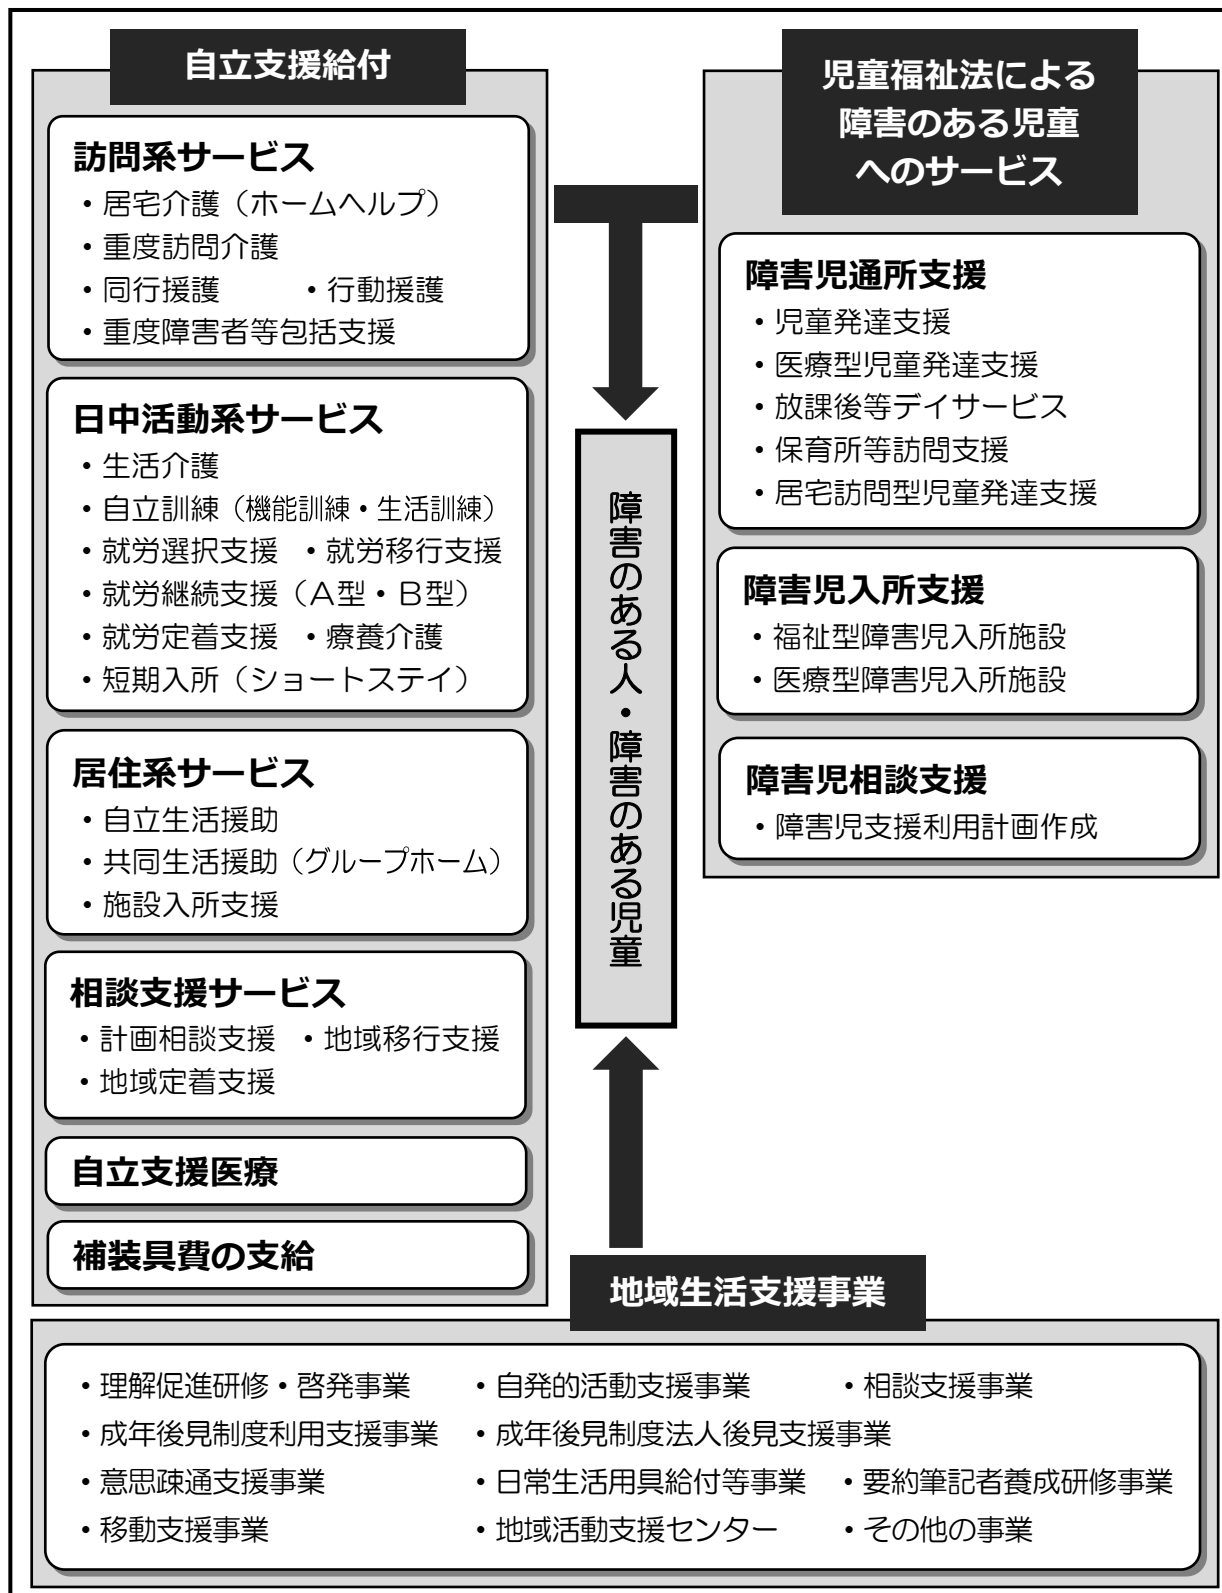 自立支援給付
訪問系サービス
・居宅介護（ホームヘルプ）
・重度訪問介護
・同行援護　・行動援護
・重度障害者等包括支援
日中活動系サービス
・生活介護
・自立訓練（機能訓練・生活訓練）
・就労選択支援　・就労移行支援
・就労継続支援（Ａ型・Ｂ型）
・就労定着支援　・療養介護
・短期入所（ショートステイ）
居住系サービス
・自立生活援助
・共同生活援助（グループホーム）
・施設入所支援
相談支援サービス
・計画相談支援　・地域移行支援
・地域定着支援
自立支援医療
補装具費の支給
障害のある人・障害のある児童
児童福祉法による
障害のある児童
へのサービス
障害児通所支援
・児童発達支援
・医療型児童発達支援
・放課後等デイサービス
・保育所等訪問支援
・居宅訪問型児童発達支援
障害児入所支援
・福祉型障害児入所施設
・医療型障害児入所施設
障害児相談支援
・障害児支援利用計画作成
地域生活支援事業
・理解促進研修・啓発事業　・自発的活動支援事業　・相談支援事業
・成年後見制度利用支援事業　・成年後見制度法人後見支援事業
・意思疎通支援事業　・日常生活用具給付等事業　・要約筆記者養成研修事業
・移動支援事業　・地域活動支援センター　・その他の事業